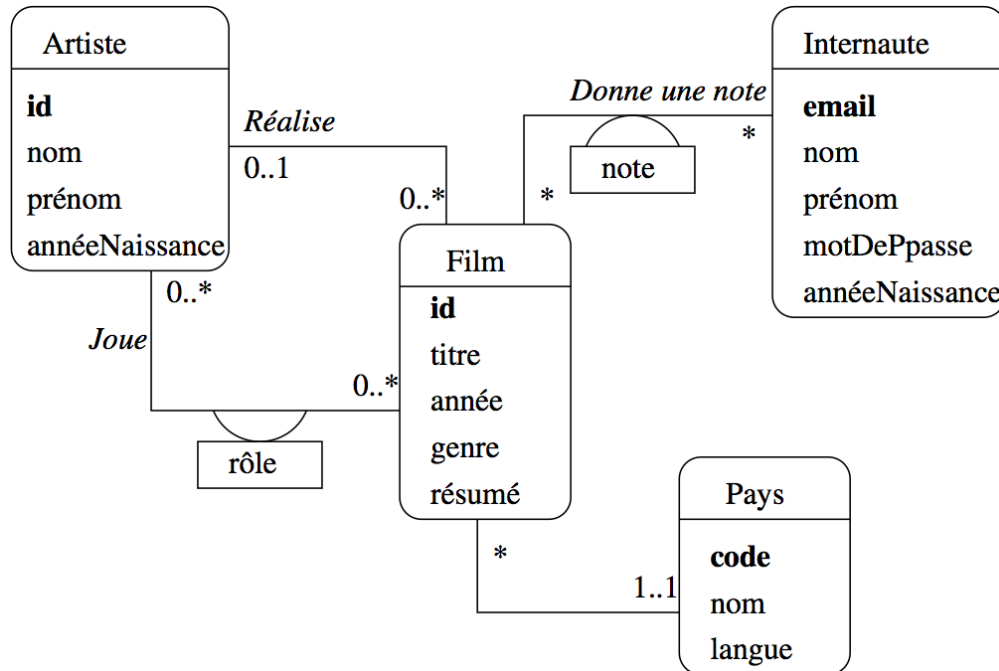 Artiste
id
nom
prénom
annéeNaissance
Réalise
0..1
0..*
Donne une note
*
note
*
Internaute
email
nom
prénom
motDePpasse
annéeNaissance
0..*
Joue
0..*
rôle
Film
id
titre
année
genre
résumé
*
1..1
Pays
code
nom
langue